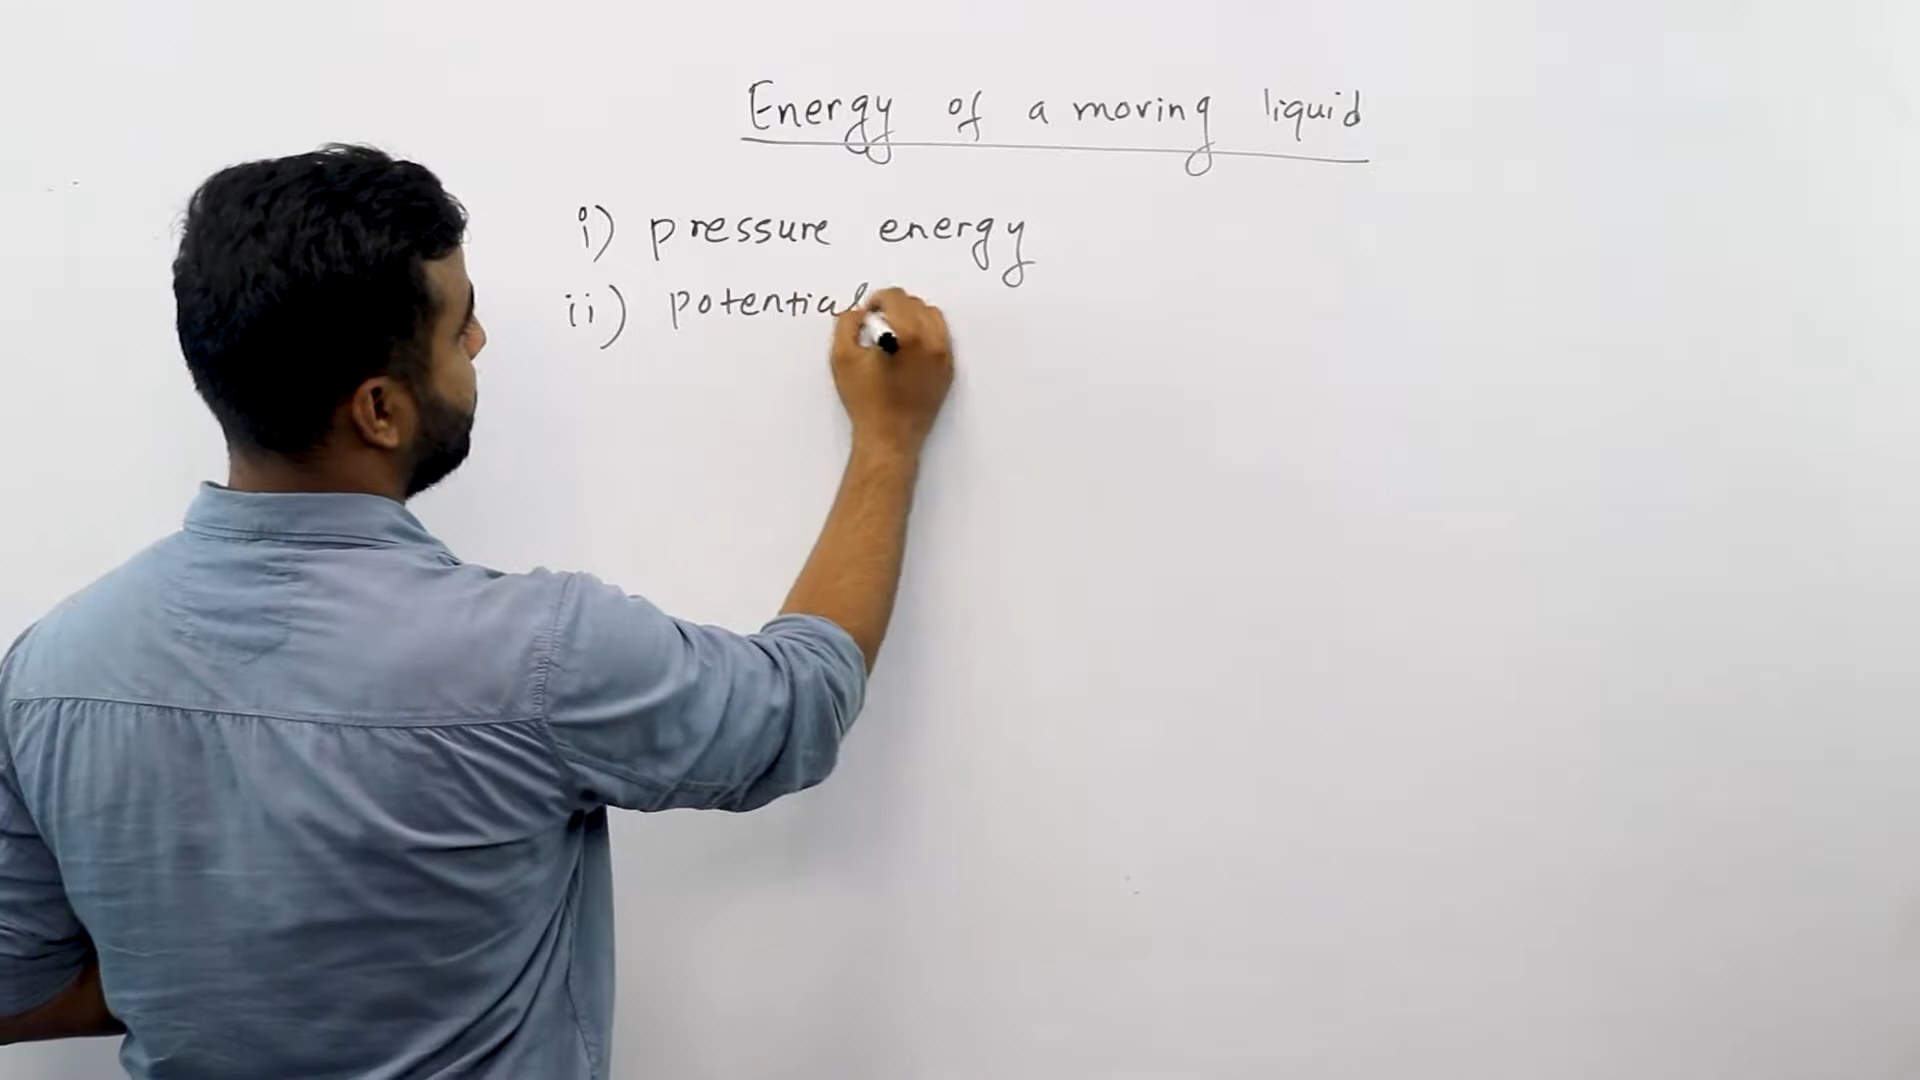 Energy of a moving liquid
i) pressure energy
ii) potential